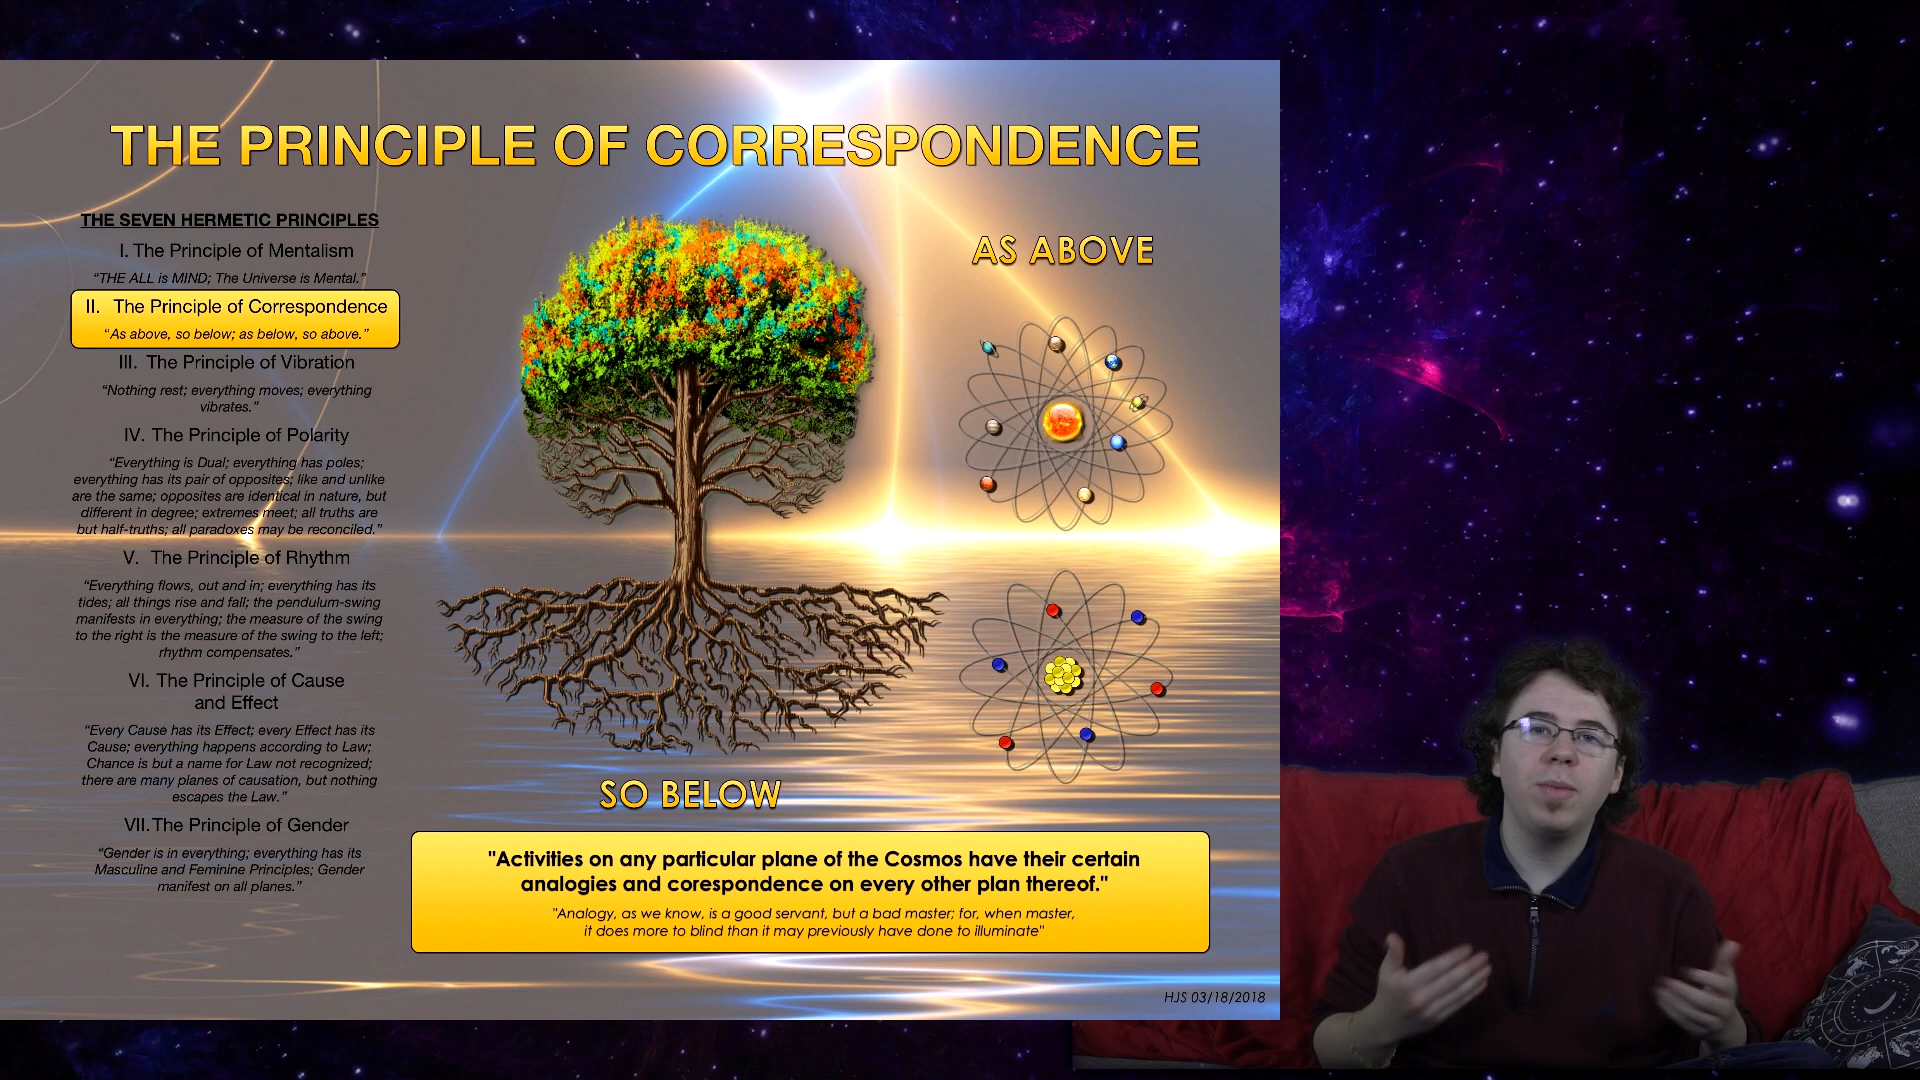 THE PRINCIPLE OF CORRESPONDENCE
THE SEVEN HERMETIC PRINCIPLES
I. The Principle of Mentalism
“THE ALL is MIND; The Universe is Mental.”
II. The Principle of Correspondence
“As above, so below; as below, so above.”
III. The Principle of Vibration
“Nothing rest; everything moves; everything
vibrates.”
IV. The Principle of Polarity
“Everything is Dual; everything has poles;
everything has its pair of opposites; like and unlike
are the same; opposites are identical in nature, but
different in degree; extremes meet; all truths are
but half-truths; all paradoxes may be reconciled.”
V. The Principle of Rhythm
“Everything flows, out and in; everything has its
tides; all things rise and fall; the pendulum-swing
manifests in everything; the measure of the swing
to the right is the measure of the swing to the left;
rhythm compensates.”
VI. The Principle of Cause
and Effect
“Every Cause has its Effect; every Effect has its
Cause; everything happens according to Law;
Chance is but a name for Law not recognized;
there are many planes of causation, but nothing
escapes the Law.”
VII. The Principle of Gender
“Gender is in everything; everything has its
Masculine and Feminine Principles; Gender
manifest on all planes.”
AS ABOVE
SO BELOW
"Activities on any particular plane of the Cosmos have their certain
analogies and corespondence on every other plan thereof."
"Analogy, as we know, is a good servant, but a bad master; for, when master,
it does more to blind than it may previously have done to illuminate"
HJS 03/18/2018